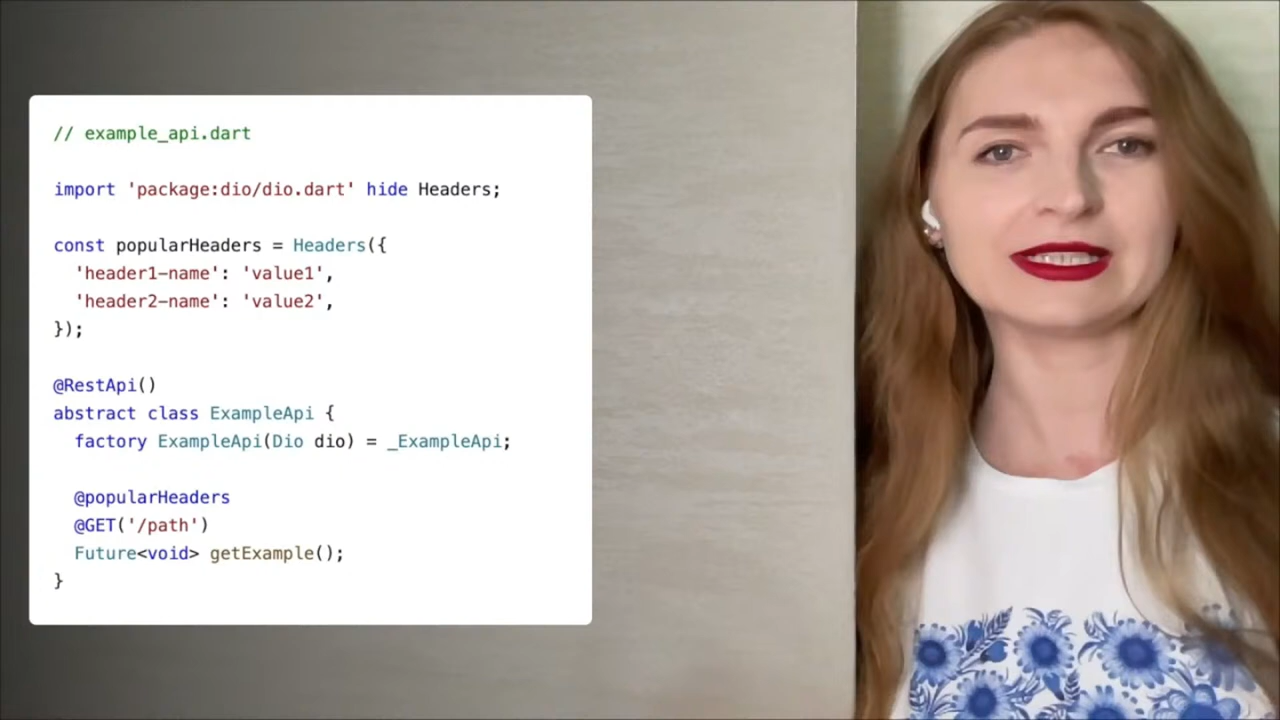 // example_api.dart
import 'package:dio/dio.dart' hide Headers;
const popularHeaders = Headers({
'header1-name': 'value1',
'header2-name': 'value2',
});
@RestApi()
abstract class ExampleApi {
factory ExampleApi(Dio dio) = _ExampleApi;
@popularHeaders
@GET('/path')
Future<void> getExample();
}